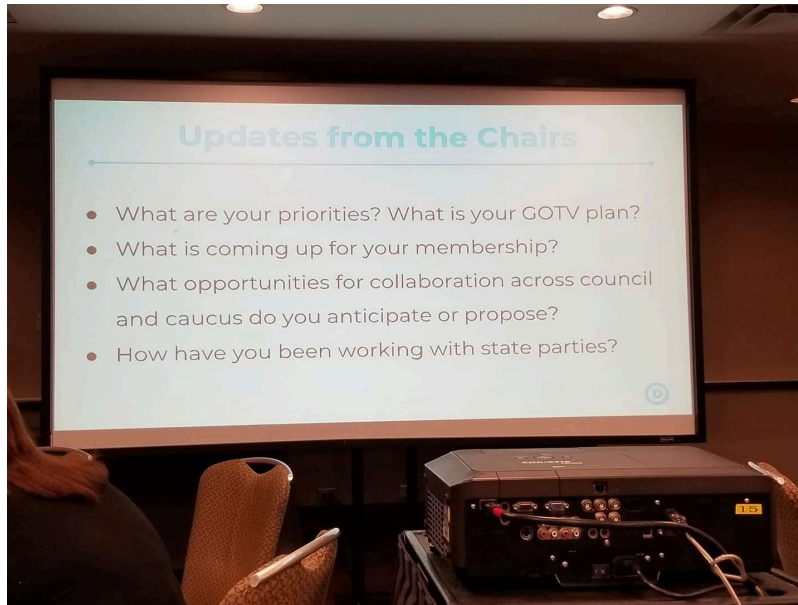 Updates from the Chairs
● What are your priorities? What is your GOTV plan?
● What is coming up for your membership?
● What opportunities for collaboration across council
and caucus do you anticipate or propose?
● How have you been working with state parties?
D
CHRISTIE
15